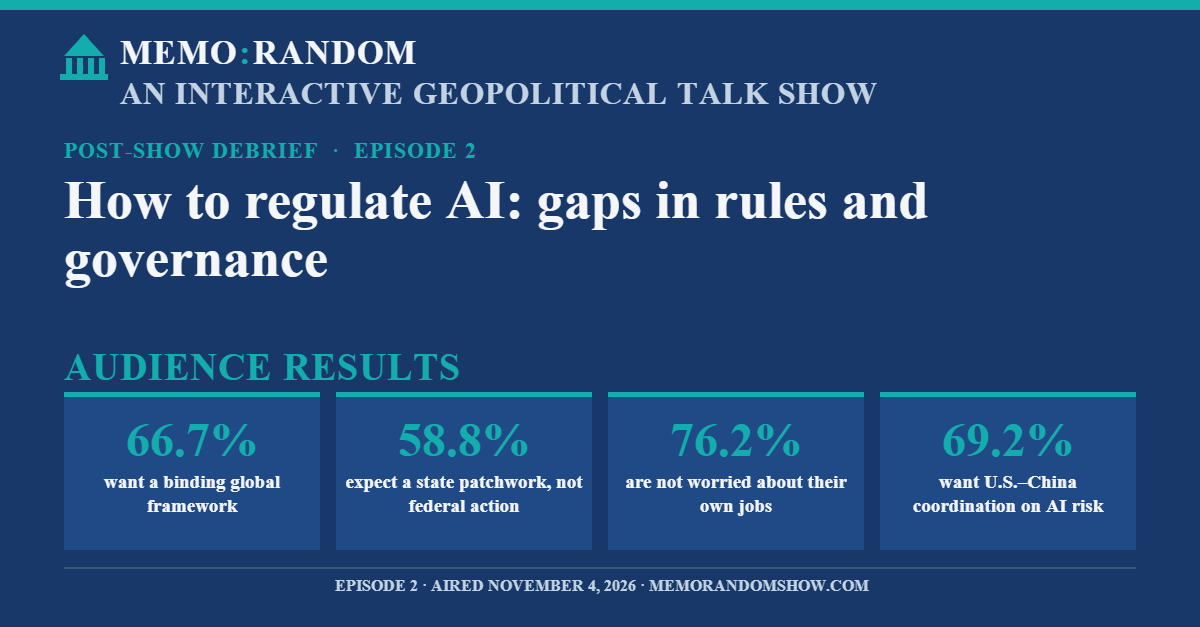 MEMO:RANDOM
AN INTERACTIVE GEOPOLITICAL TALK SHOW
POST-SHOW DEBRIEF · EPISODE 2
How to regulate AI: gaps in rules and
governance
AUDIENCE RESULTS
66.7%
want a binding global
framework
58.8%
expect a state patchwork, not
federal action
76.2%
are not worried about their
own jobs
69.2%
want U.S.–China
coordination on AI risk
EPISODE 2 · AIRED NOVEMBER 4, 2026 · MEMORANDOMSHOW.COM